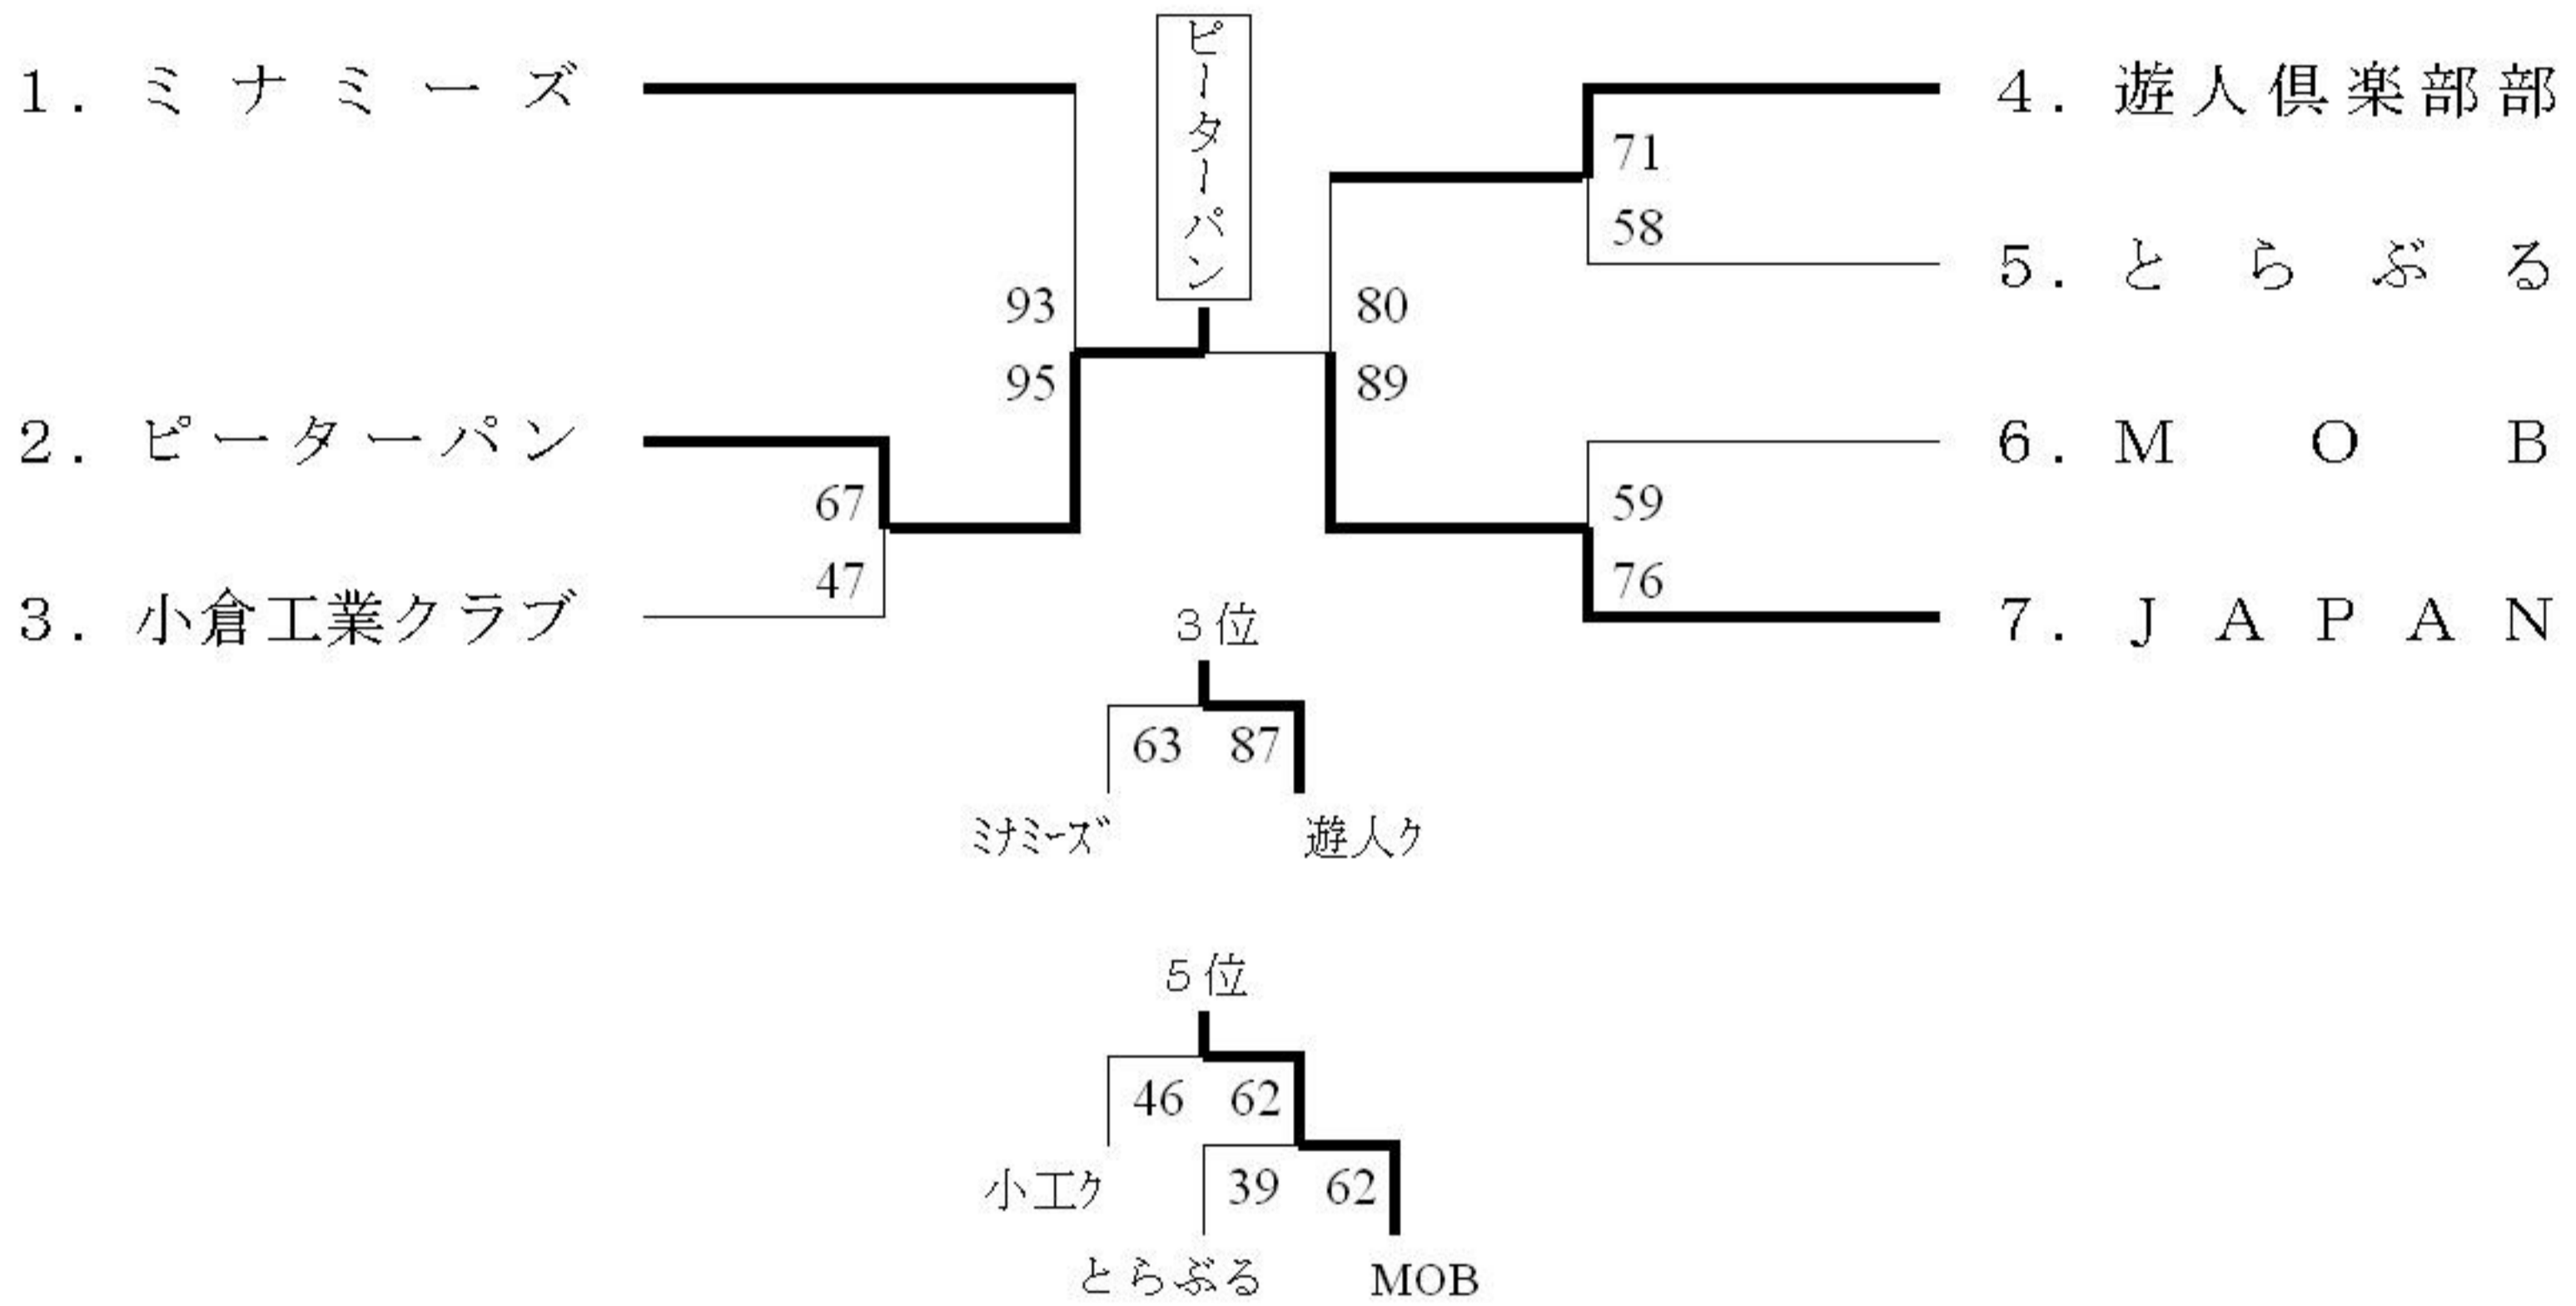 ピーターパン
1. ミナミーズ
4. 遊人倶楽部部
71
58
5. とらぶる
93
80
95
89
2. ピーターパン
6. MOB
67
59
47
76
3. 小倉工業クラブ
7. JAPAN
3位
63 87
ﾐﾅﾐｰｽﾞ 遊人ｸ
5位
46 62
小工ｸ
39 62
とらぶる MOB